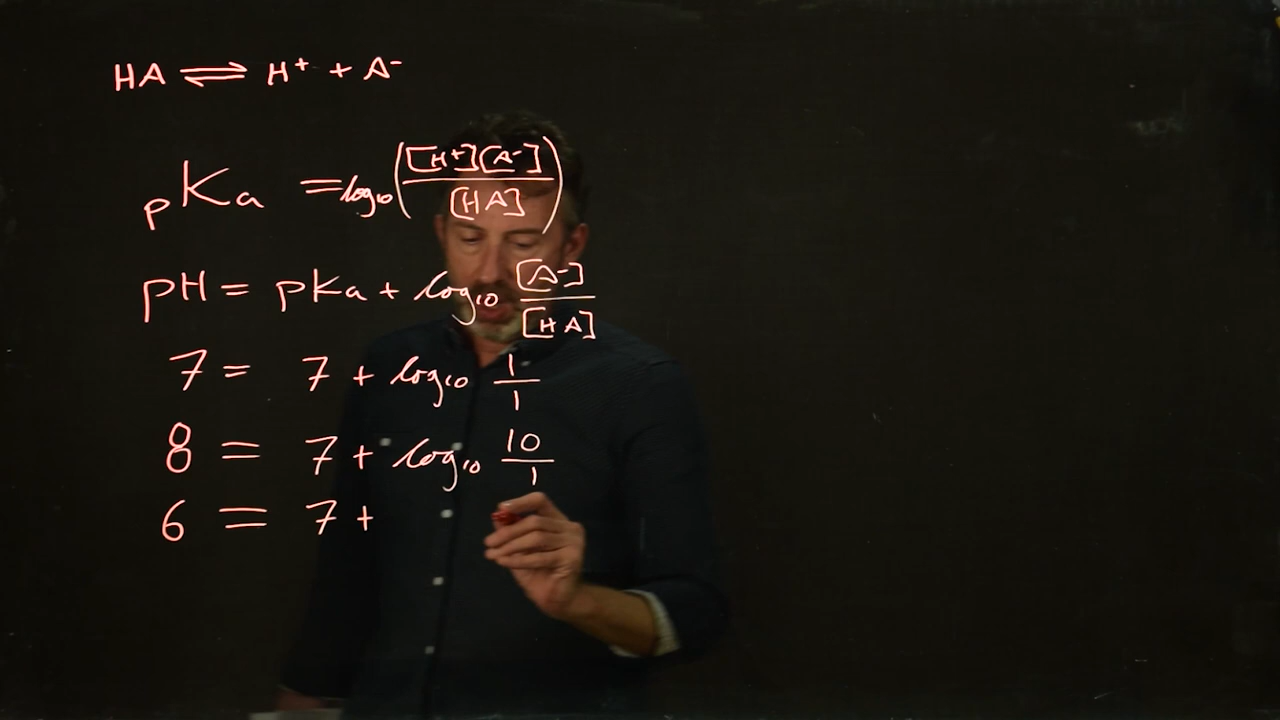 HA ⇌ H⁺ + A⁻
pKa = log₁₀([H⁺][A⁻]/[HA])
pH = pKa + log₁₀ [A⁻]/[HA]
7 = 7 + log₁₀ 1/1
8 = 7 + log₁₀ 10/1
6 = 7 +